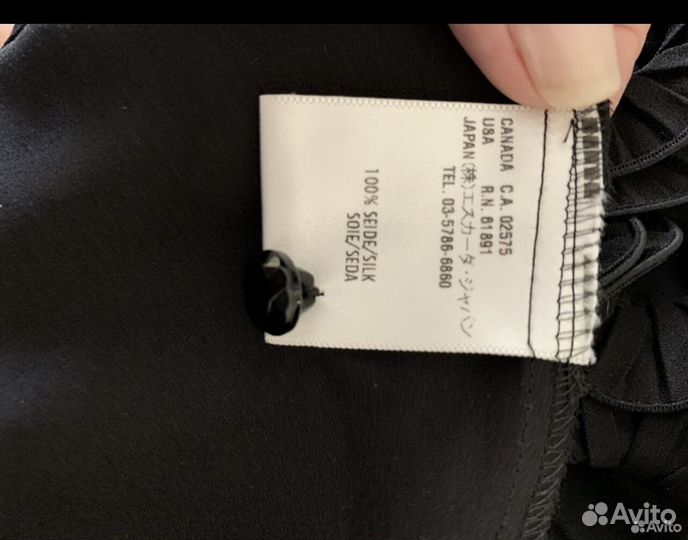 CANADA C.A. 02575
USA R.N. 61891
JAPAN (株)エスカーダ・ジャパン
TEL. 03-5786-6860
100% SEIDE/SILK
SOIE/SEDA
Avito
Avito